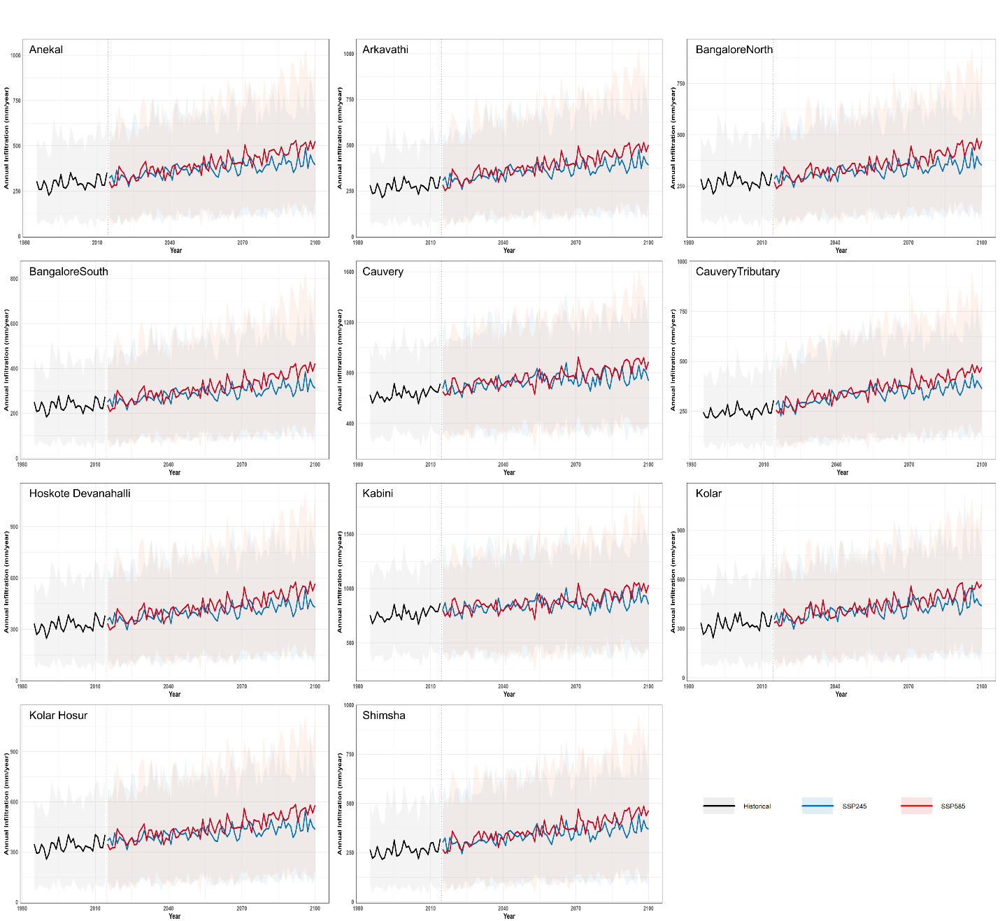 Anekal
Annual Infiltration (mm/year)
1000
750
500
250
0
1980
2010
2040
2070
2100
Year
Arkavathi
Annual Infiltration (mm/year)
1000
750
500
250
0
1980
2010
2040
2070
2100
Year
BangaloreNorth
Annual Infiltration (mm/year)
750
500
250
1980
2010
2040
2070
2100
Year
BangaloreSouth
Annual Infiltration (mm/year)
800
600
400
200
0
1980
2010
2040
2070
2100
Year
Cauvery
Annual Infiltration (mm/year)
1600
1200
800
400
1980
2010
2040
2070
2100
Year
CauveryTributary
Annual Infiltration (mm/year)
1000
750
500
250
1980
2010
2040
2070
2100
Year
Hoskote Devanahalli
Annual Infiltration (mm/year)
900
600
300
0
1980
2010
2040
2070
2100
Year
Kabini
Annual Infiltration (mm/year)
1500
1000
500
1980
2010
2040
2070
2100
Year
Kolar
Annual Infiltration (mm/year)
900
600
300
0
1980
2010
2040
2070
2100
Year
Kolar Hosur
Annual Infiltration (mm/year)
900
600
300
0
1980
2010
2040
2070
2100
Year
Shimsha
Annual Infiltration (mm/year)
1000
750
500
250
0
1980
2010
2040
2070
2100
Year
Historical
SSP245
SSP585